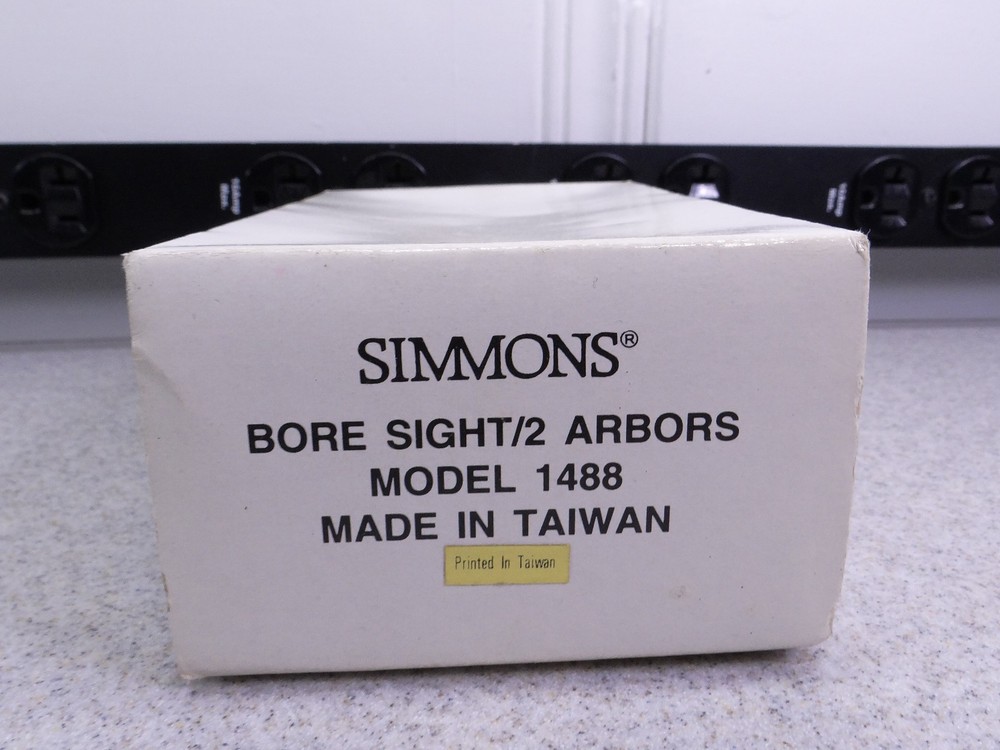 SIMMONS®
BORE SIGHT/2 ARBORS
MODEL 1488
MADE IN TAIWAN
Printed In Taiwan